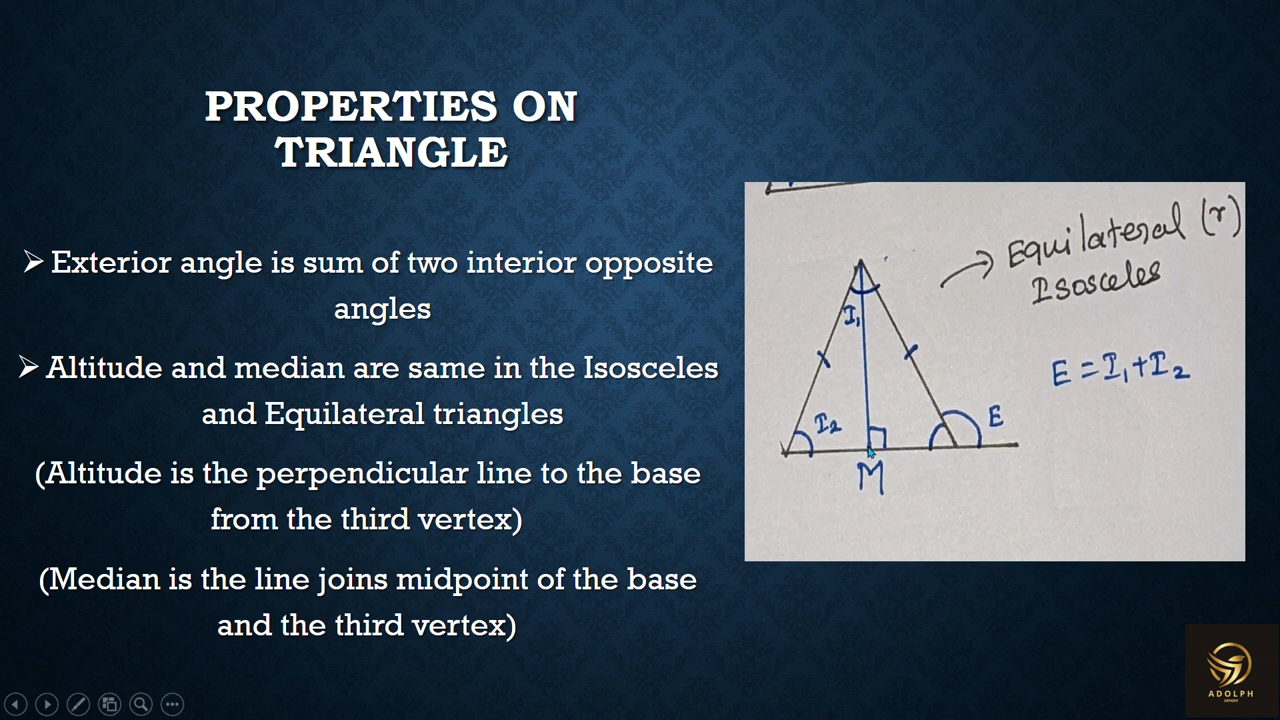 PROPERTIES ON
TRIANGLE
➢ Exterior angle is sum of two interior opposite
angles
➢ Altitude and median are same in the Isosceles
and Equilateral triangles
(Altitude is the perpendicular line to the base
from the third vertex)
(Median is the line joins midpoint of the base
and the third vertex)
Equilateral (r)
Isosceles
I₁
E = I₁ + I₂
I₂
E
M
ADOLPH